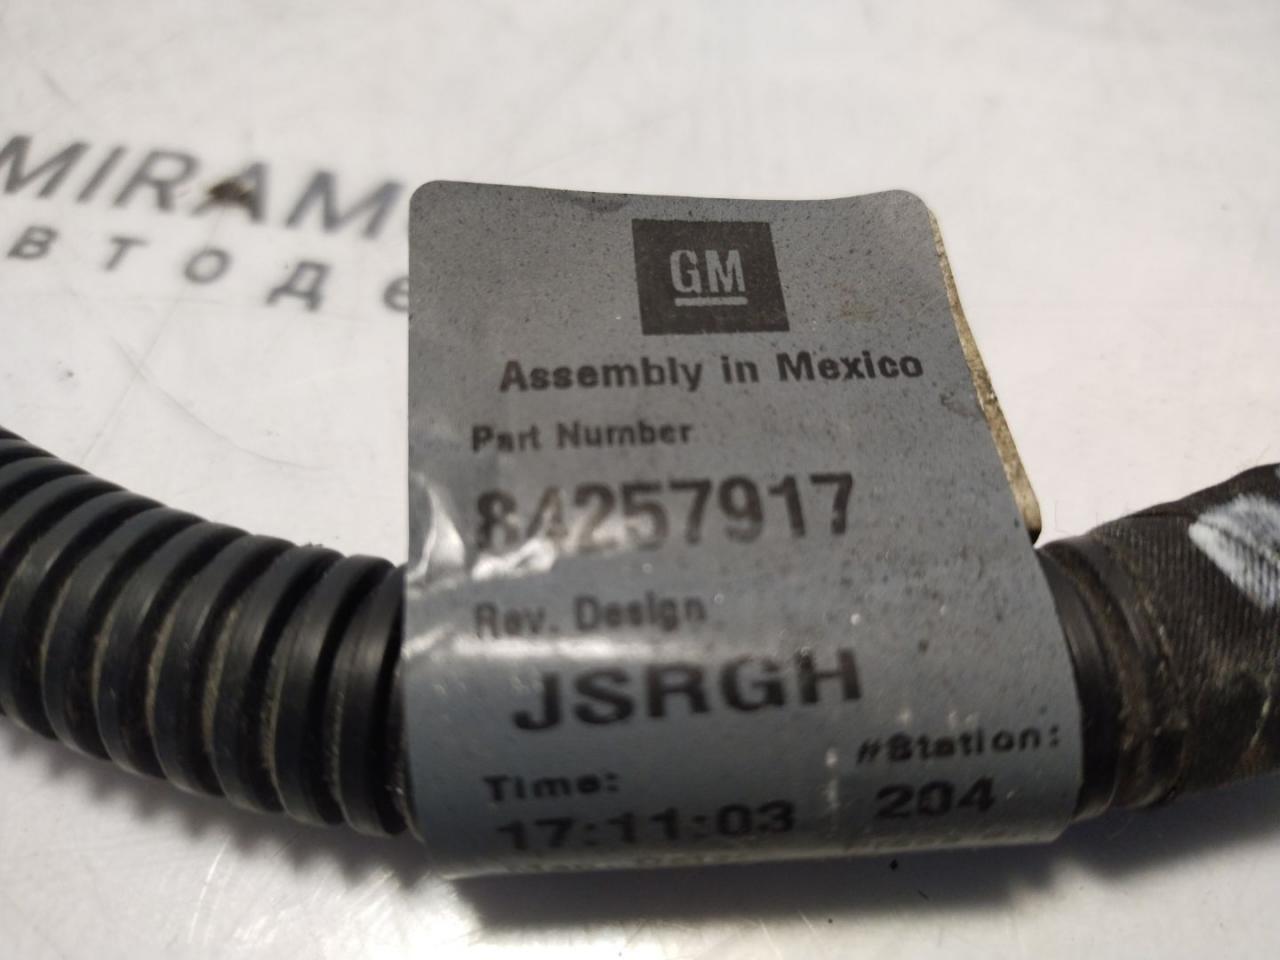 MIRAM
втоде
GM
Assembly in Mexico
Part Number
84257917
Rev. Design
JSRGH
#Station:
Time:
204
17:11:03